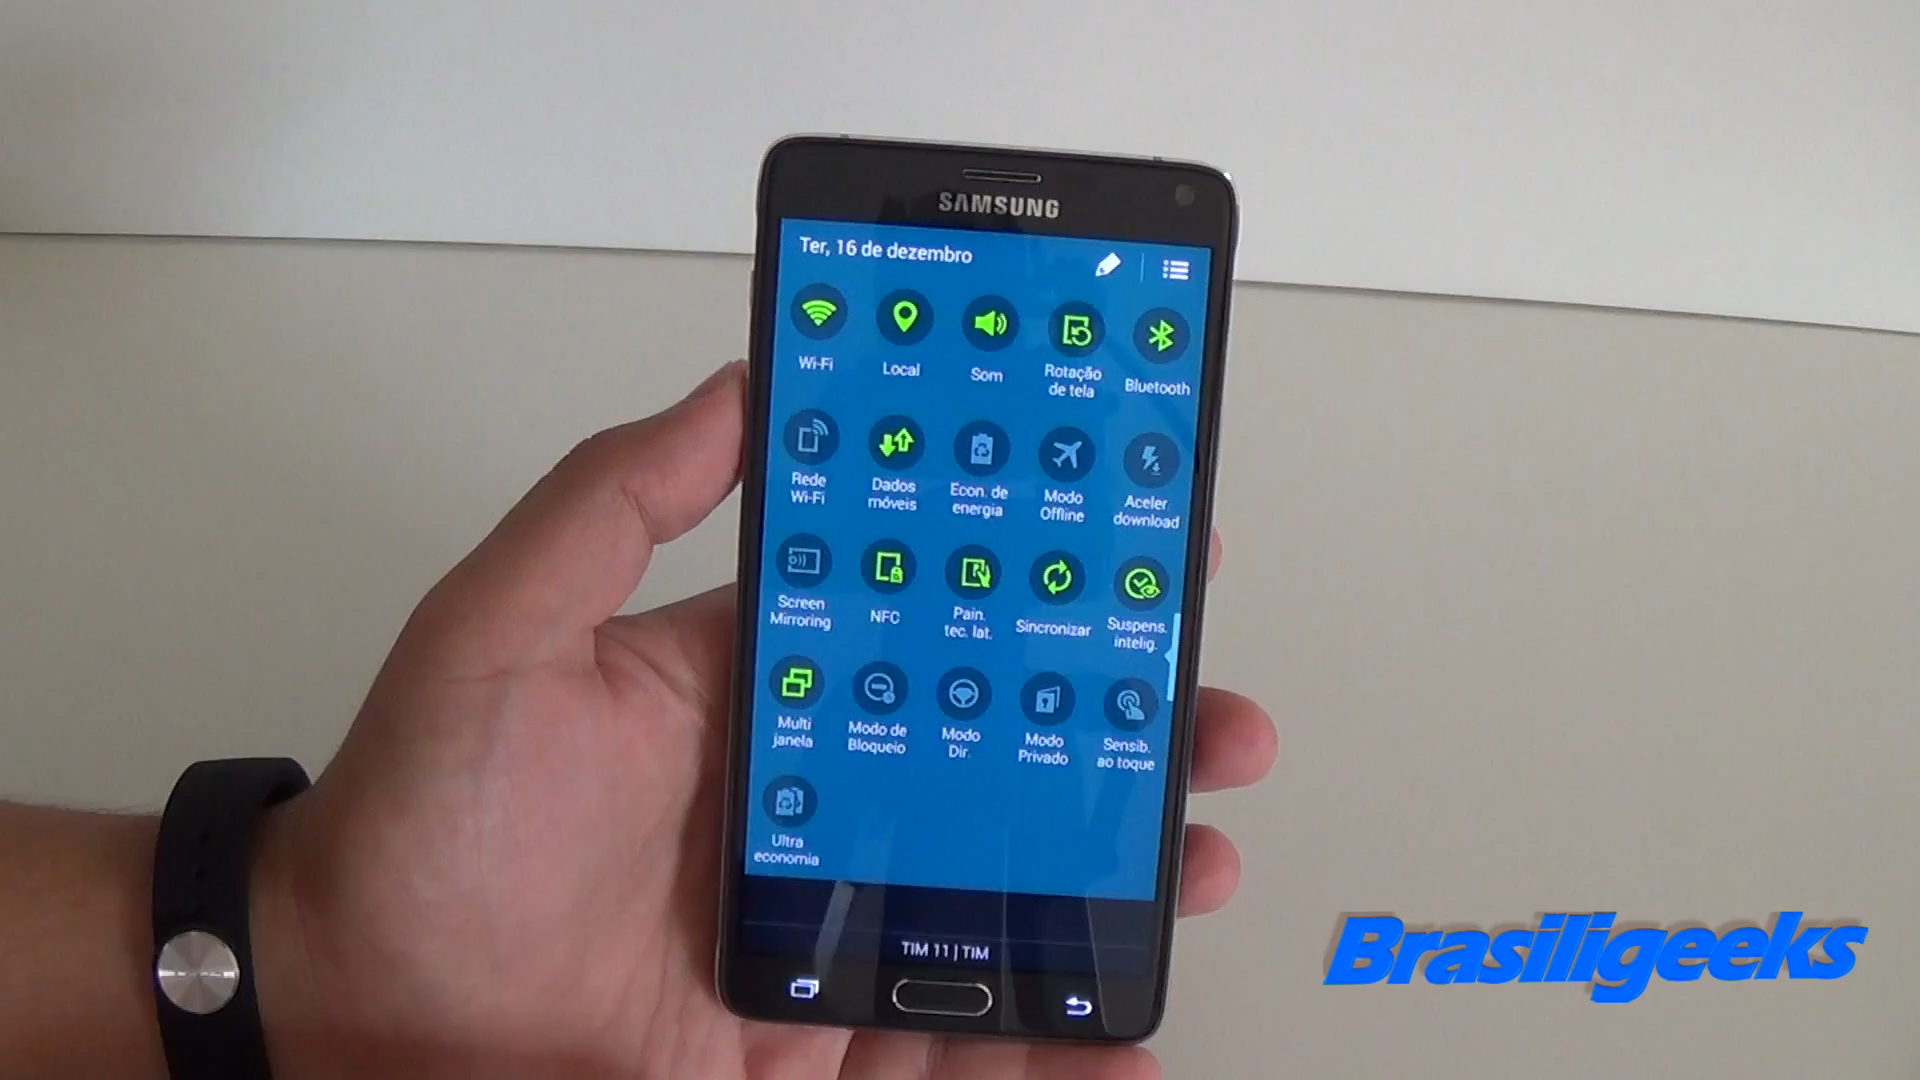 SAMSUNG
Ter, 16 de dezembro
Wi-Fi
Local
Som
Rotação
de tela
Bluetooth
Rede
Wi-Fi
Dados
móveis
Econ. de
energia
Modo
Offline
Aceler
download
Screen
Mirroring
NFC
Pain.
tec. lat.
Sincronizar
Suspens.
intelig.
Multi
janela
Modo de
Bloqueio
Modo
Dir.
Modo
Privado
Sensib.
ao toque
Ultra
economia
TIM 11 | TIM
Brasiligeeks